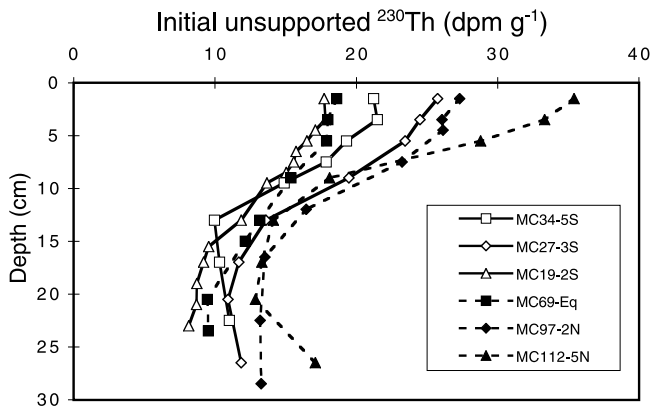 Initial unsupported ²³⁰Th (dpm g⁻¹)
0 10 20 30 40
0
5
10
15
20
25
30
Depth (cm)
MC34-5S
MC27-3S
MC19-2S
MC69-Eq
MC97-2N
MC112-5N